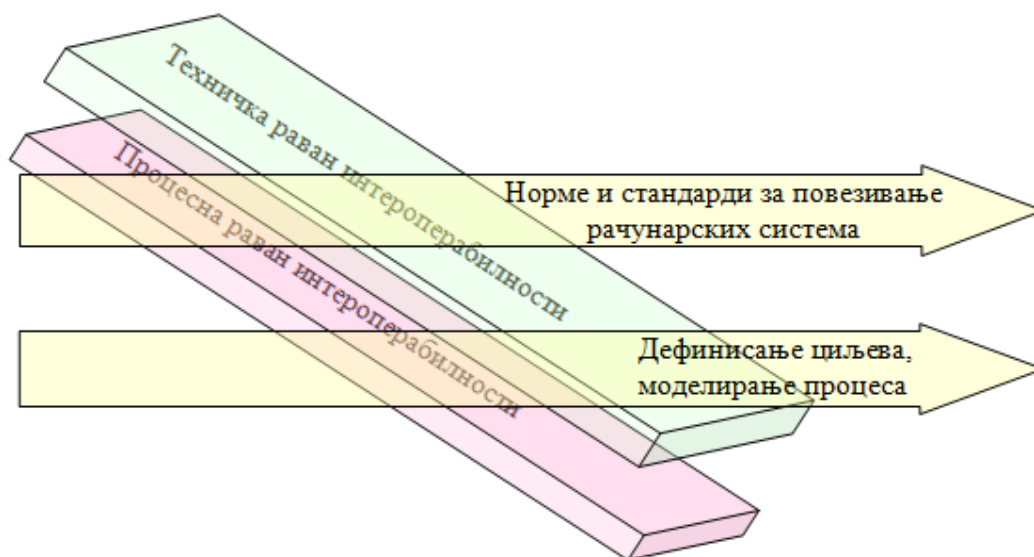 Техничка раван интероперабилности
Процесна раван интероперабилности
Норме и стандарди за повезивање
рачунарских система
Дефинисање циљева,
моделирање процеса